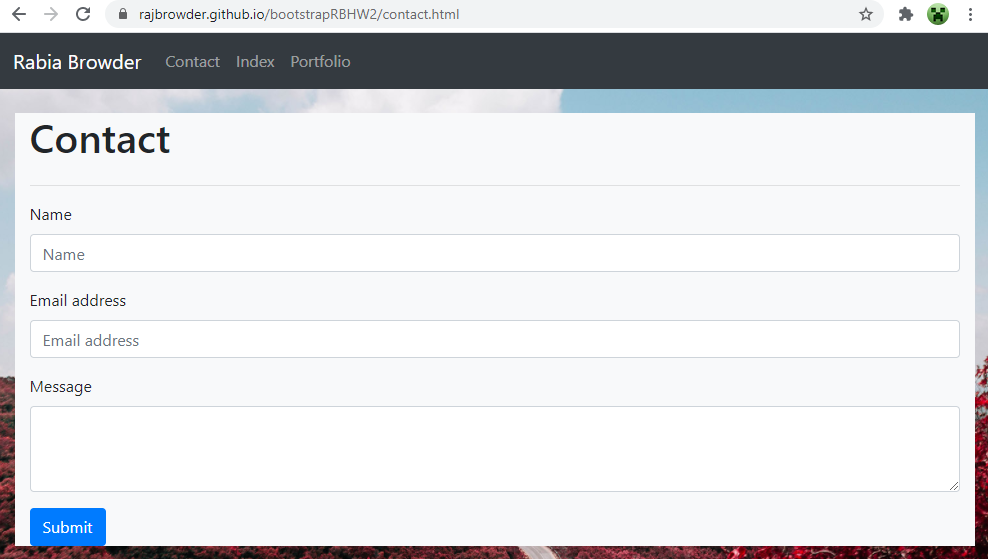 rajbrowder.github.io/bootstrapRBHW2/contact.html
Rabia Browder Contact Index Portfolio
Contact
Name
Name
Email address
Email address
Message
Submit